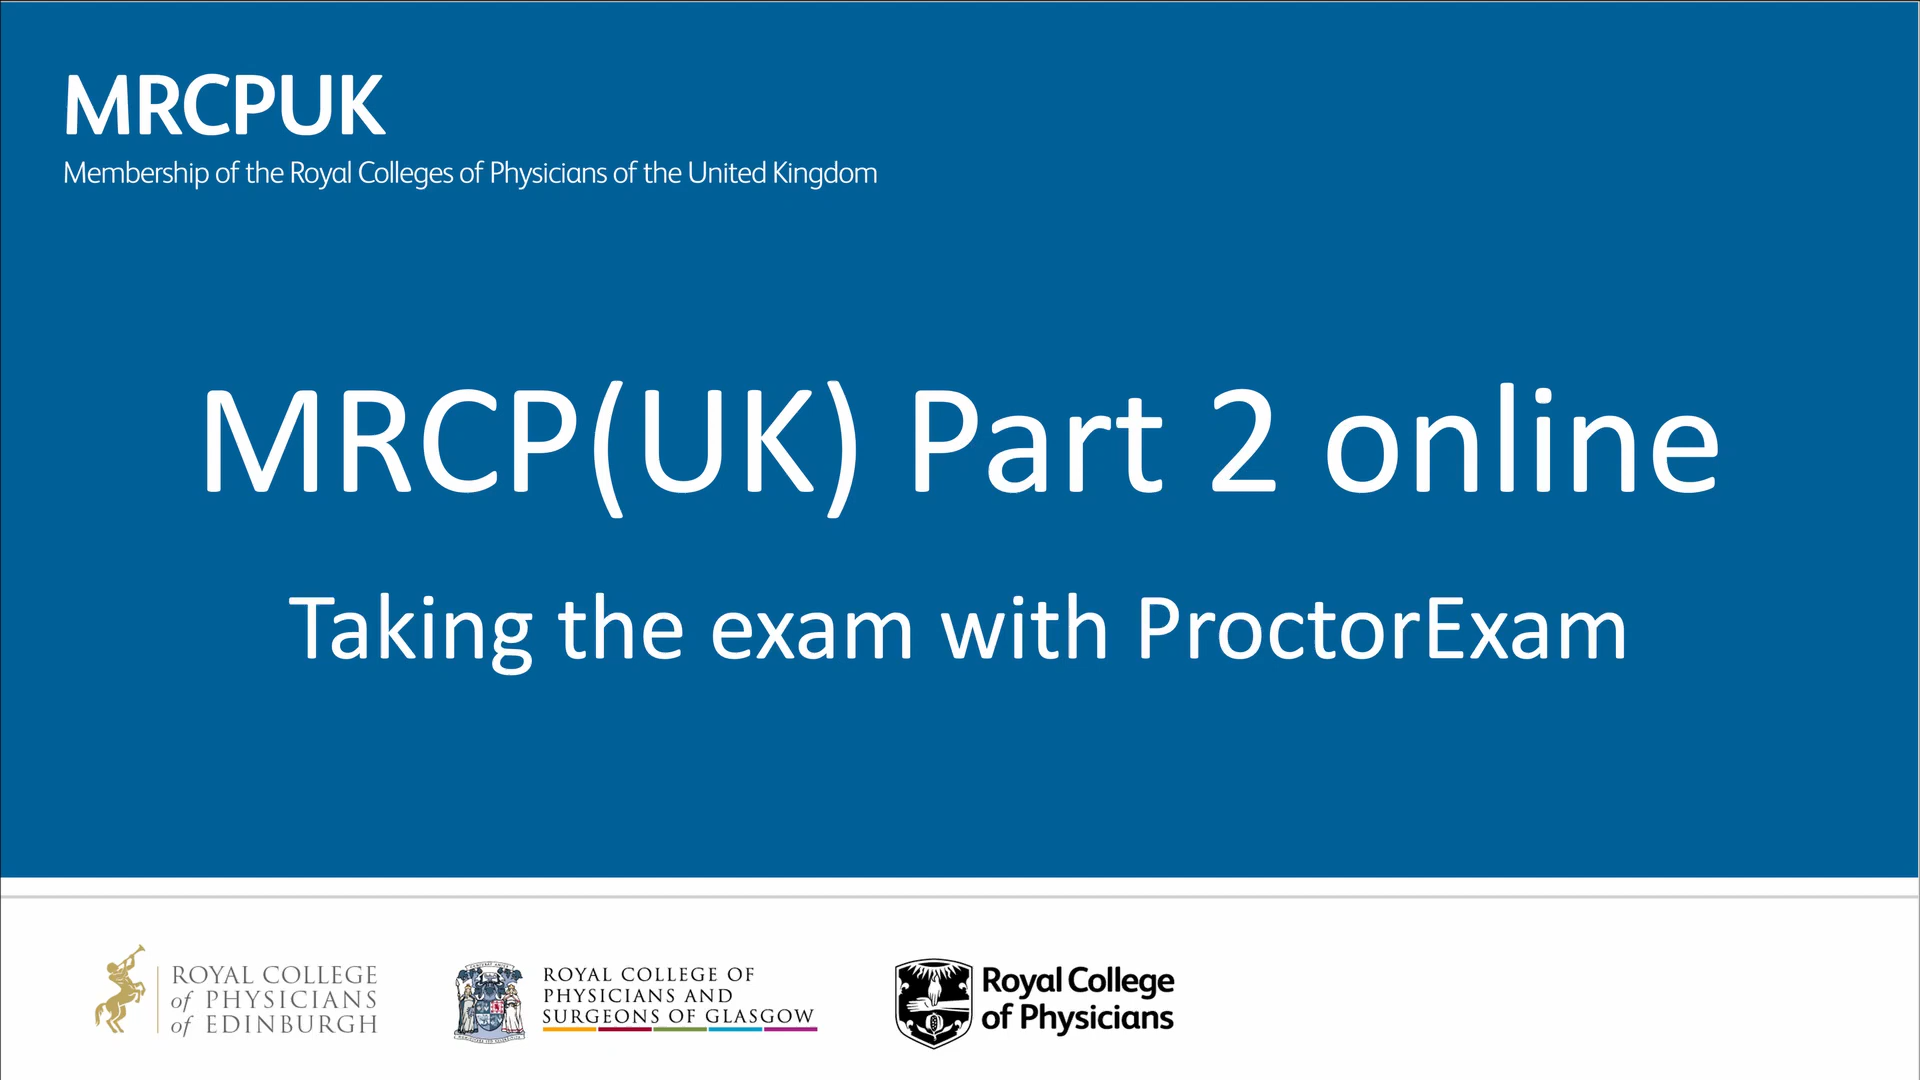 MRCPUK
Membership of the Royal Colleges of Physicians of the United Kingdom
MRCP(UK) Part 2 online
Taking the exam with ProctorExam
ROYAL COLLEGE
of PHYSICIANS
of EDINBURGH
ROYAL COLLEGE OF
PHYSICIANS AND
SURGEONS OF GLASGOW
Royal College
of Physicians